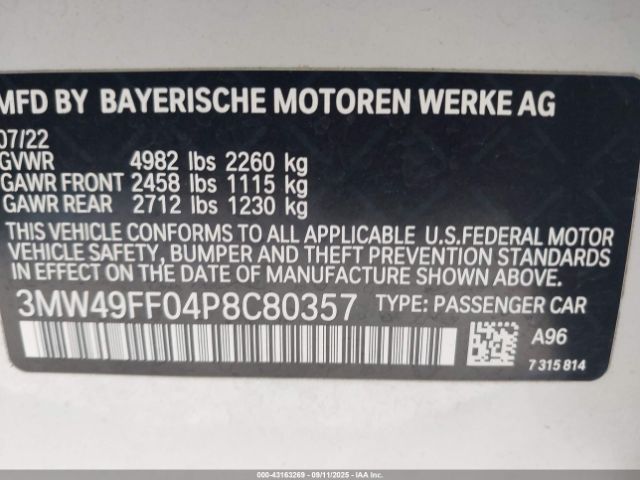 MFD BY BAYERISCHE MOTOREN WERKE AG
07/22
GVWR 4982 lbs 2260 kg
GAWR FRONT 2458 lbs 1115 kg
GAWR REAR 2712 lbs 1230 kg
THIS VEHICLE CONFORMS TO ALL APPLICABLE U.S.FEDERAL MOTOR
VEHICLE SAFETY, BUMPER AND THEFT PREVENTION STANDARDS
IN EFFECT ON THE DATE OF MANUFACTURE SHOWN ABOVE.
3MW49FF04P8C80357 TYPE: PASSENGER CAR
A96
7 315 814
000-43163269 - 09/11/2025 - IAAI.COM